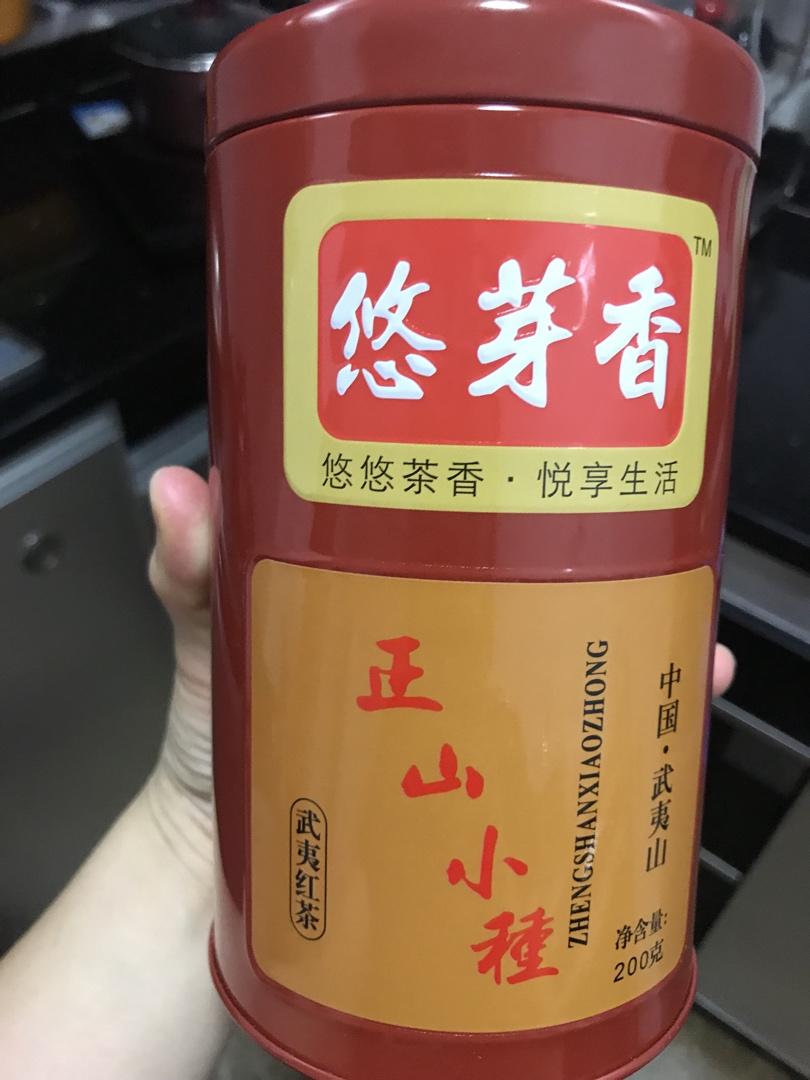 悠芽香
TM
悠悠茶香·悦享生活
正山小種
ZHENGSHANXIAOZHONG
中国·武夷山
武夷红茶
净含量:
200克